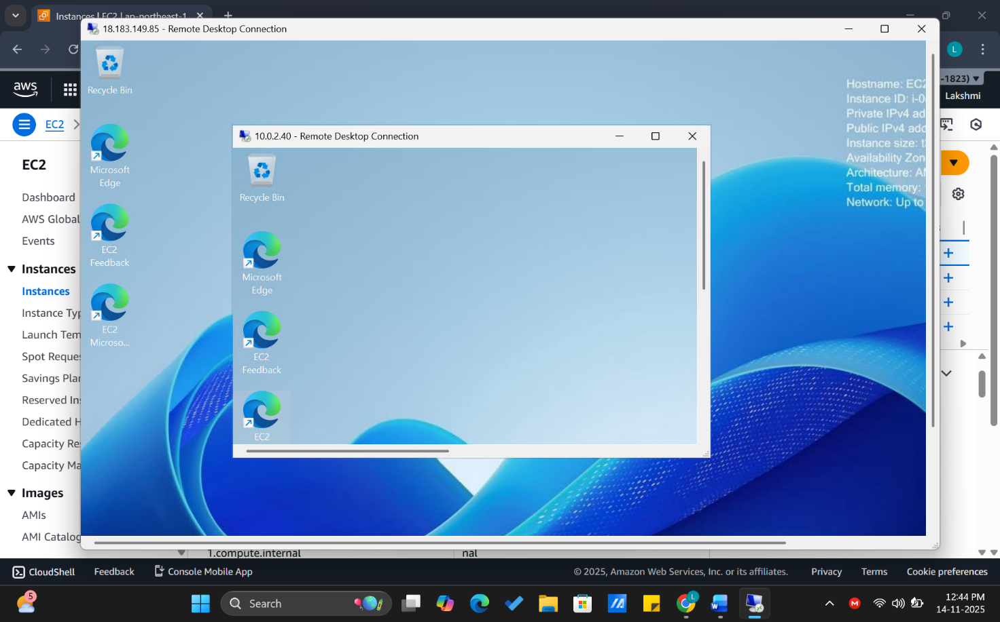 Instances | EC2 | ap-northeast-1
18.183.149.85 - Remote Desktop Connection
L
aws
-1823)
Lakshmi
EC2
EC2
Dashboard
AWS Global
Events
Instances
Instances
Instance Typ
Launch Tem
Spot Reques
Savings Plan
Reserved Ins
Dedicated H
Capacity Res
Capacity Ma
Images
AMIs
AMI Catalog
Recycle Bin
Microsoft
Edge
EC2
Feedback
EC2
Microso...
Hostname: EC2
Instance ID: i-0
Private IPv4 ad
Public IPv4 add
Instance size: t
Availability Zon
Architecture: AM
Total memory:
Network: Up to
10.0.2.40 - Remote Desktop Connection
Recycle Bin
Microsoft
Edge
EC2
Feedback
EC2
1.compute.internal
nal
CloudShell
Feedback
Console Mobile App
© 2025, Amazon Web Services, Inc. or its affiliates.
Privacy
Terms
Cookie preferences
5
Search
L
M
12:44 PM
14-11-2025